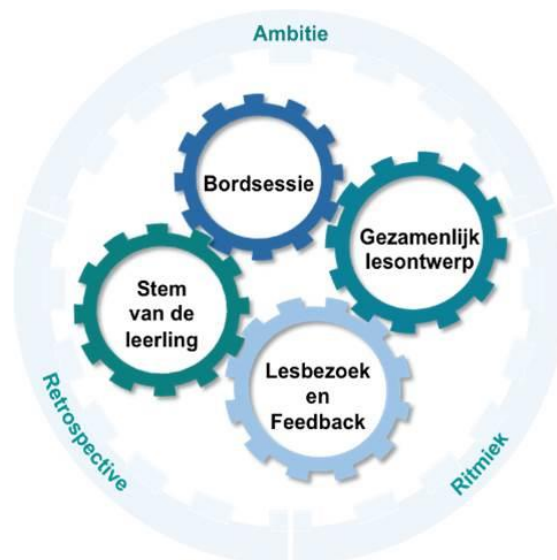 Ambitie
Bordsessie
Gezamenlijk
lesontwerp
Stem
van de
leerling
Lesbezoek
en
Feedback
Retrospective
Ritmiek